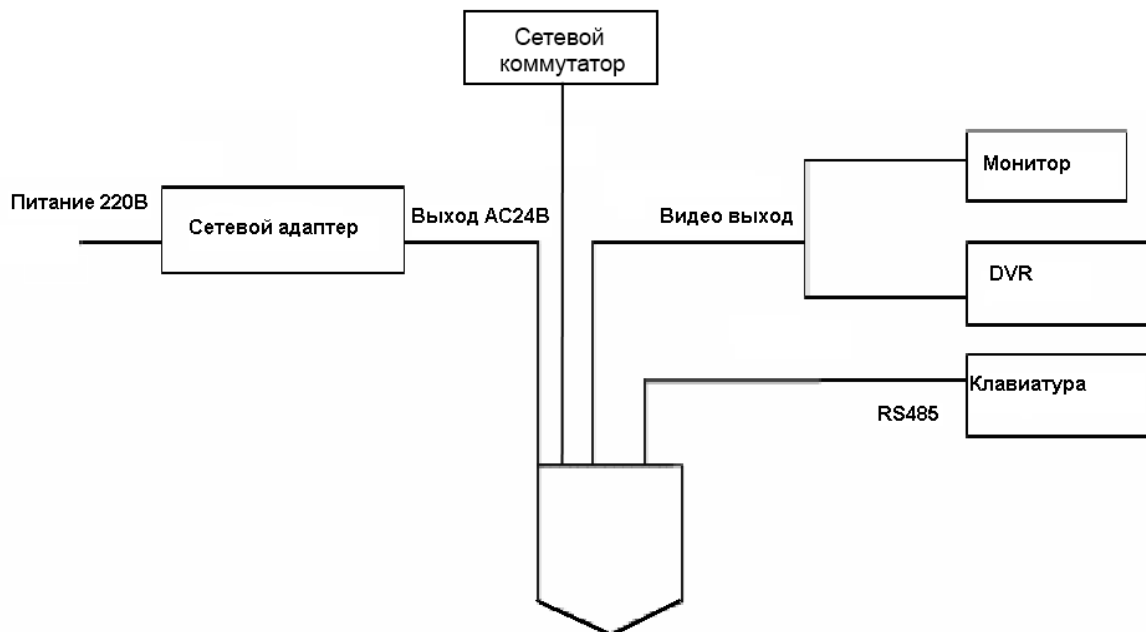 Сетевой
коммутатор
Питание 220В
Сетевой адаптер
Выход АС24В
Видео выход
Монитор
DVR
Клавиатура
RS485